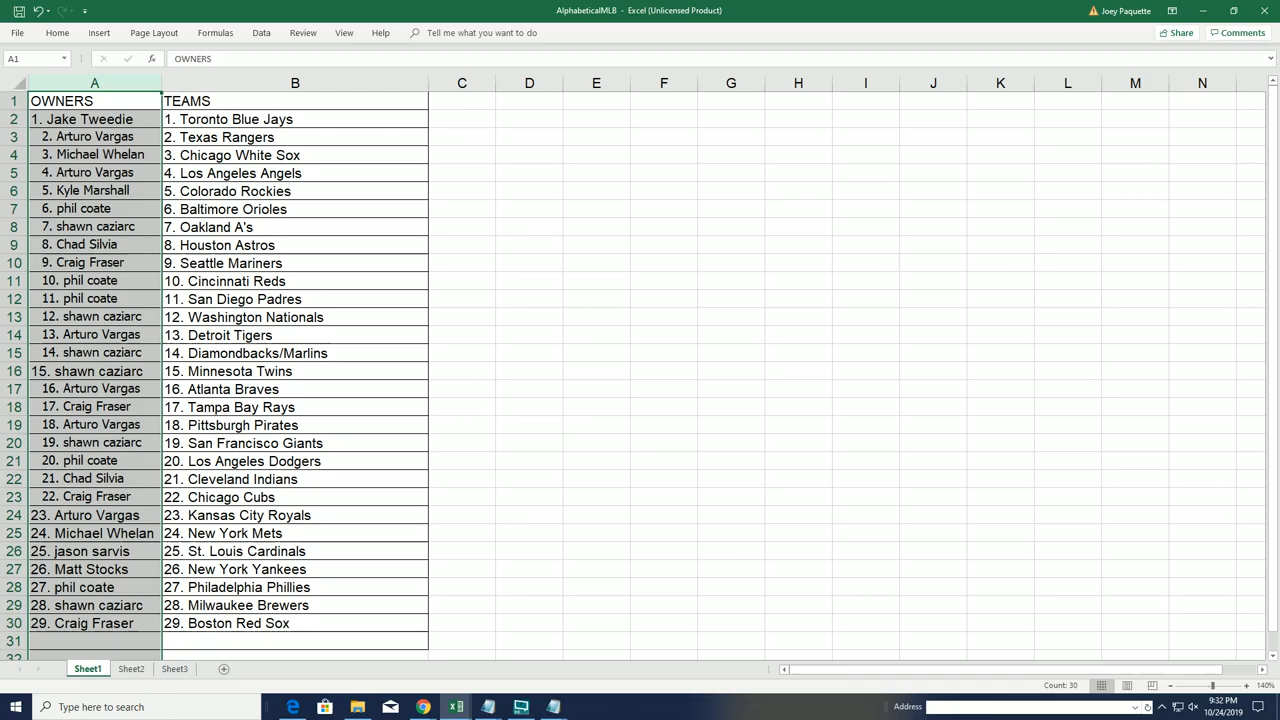 AlphabeticalMLB - Excel (Unlicensed Product)
Joey Paquette
File Home Insert Page Layout Formulas Data Review View Help Tell me what you want to do
Share Comments
A1 fx OWNERS
A B C D E F G H I J K L M N
1 OWNERS TEAMS
2 1. Jake Tweedie 1. Toronto Blue Jays
3 2. Arturo Vargas 2. Texas Rangers
4 3. Michael Whelan 3. Chicago White Sox
5 4. Arturo Vargas 4. Los Angeles Angels
6 5. Kyle Marshall 5. Colorado Rockies
7 6. phil coate 6. Baltimore Orioles
8 7. shawn caziarc 7. Oakland A's
9 8. Chad Silvia 8. Houston Astros
10 9. Craig Fraser 9. Seattle Mariners
11 10. phil coate 10. Cincinnati Reds
12 11. phil coate 11. San Diego Padres
13 12. shawn caziarc 12. Washington Nationals
14 13. Arturo Vargas 13. Detroit Tigers
15 14. shawn caziarc 14. Diamondbacks/Marlins
16 15. shawn caziarc 15. Minnesota Twins
17 16. Arturo Vargas 16. Atlanta Braves
18 17. Craig Fraser 17. Tampa Bay Rays
19 18. Arturo Vargas 18. Pittsburgh Pirates
20 19. shawn caziarc 19. San Francisco Giants
21 20. phil coate 20. Los Angeles Dodgers
22 21. Chad Silvia 21. Cleveland Indians
23 22. Craig Fraser 22. Chicago Cubs
24 23. Arturo Vargas 23. Kansas City Royals
25 24. Michael Whelan 24. New York Mets
26 25. jason sarvis 25. St. Louis Cardinals
27 26. Matt Stocks 26. New York Yankees
28 27. phil coate 27. Philadelphia Phillies
29 28. shawn caziarc 28. Milwaukee Brewers
30 29. Craig Fraser 29. Boston Red Sox
31
32
Sheet1 Sheet2 Sheet3
Count: 30 140%
Type here to search
Address
9:32 PM
10/24/2019